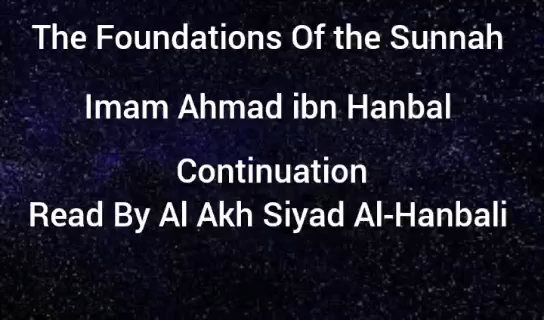 The Foundations Of the Sunnah
Imam Ahmad ibn Hanbal
Continuation
Read By Al Akh Siyad Al-Hanbali